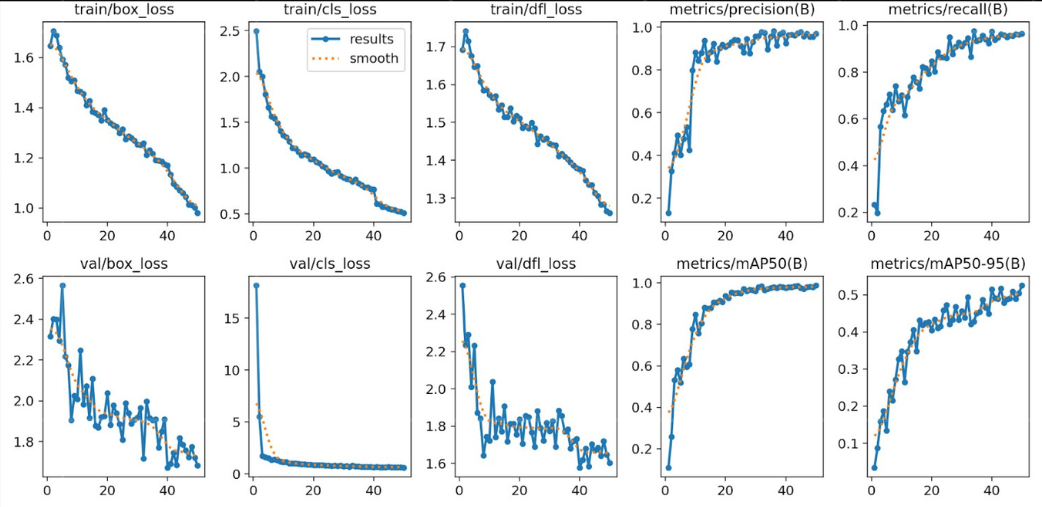 train/box_loss
1.6
1.4
1.2
1.0
0 20 40
train/cls_loss
results
smooth
2.5
2.0
1.5
1.0
0.5
0 20 40
train/dfl_loss
1.7
1.6
1.5
1.4
1.3
0 20 40
metrics/precision(B)
1.0
0.8
0.6
0.4
0.2
0 20 40
metrics/recall(B)
1.0
0.8
0.6
0.4
0.2
0 20 40
val/box_loss
2.6
2.4
2.2
2.0
1.8
0 20 40
val/cls_loss
15
10
5
0
0 20 40
val/dfl_loss
2.6
2.4
2.2
2.0
1.8
1.6
0 20 40
metrics/mAP50(B)
1.0
0.8
0.6
0.4
0.2
0 20 40
metrics/mAP50-95(B)
0.5
0.4
0.3
0.2
0.1
0 20 40